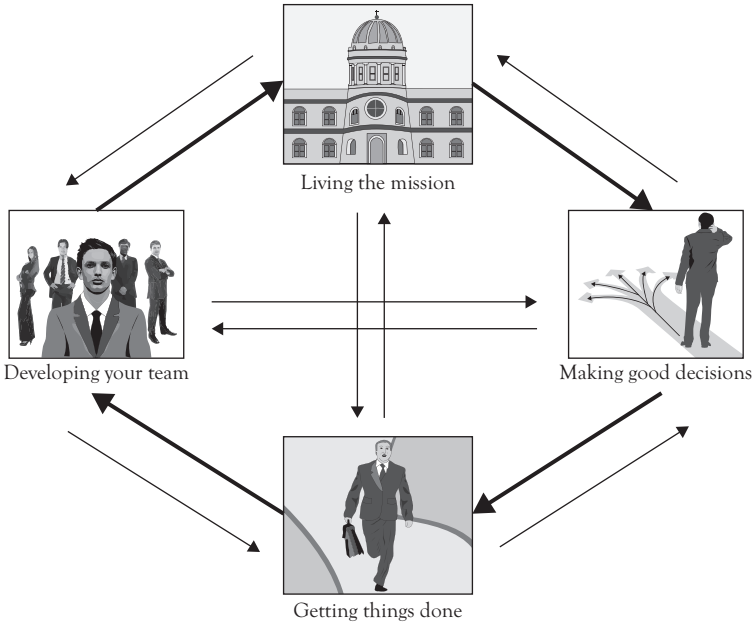 Living the mission
Developing your team
Making good decisions
Getting things done